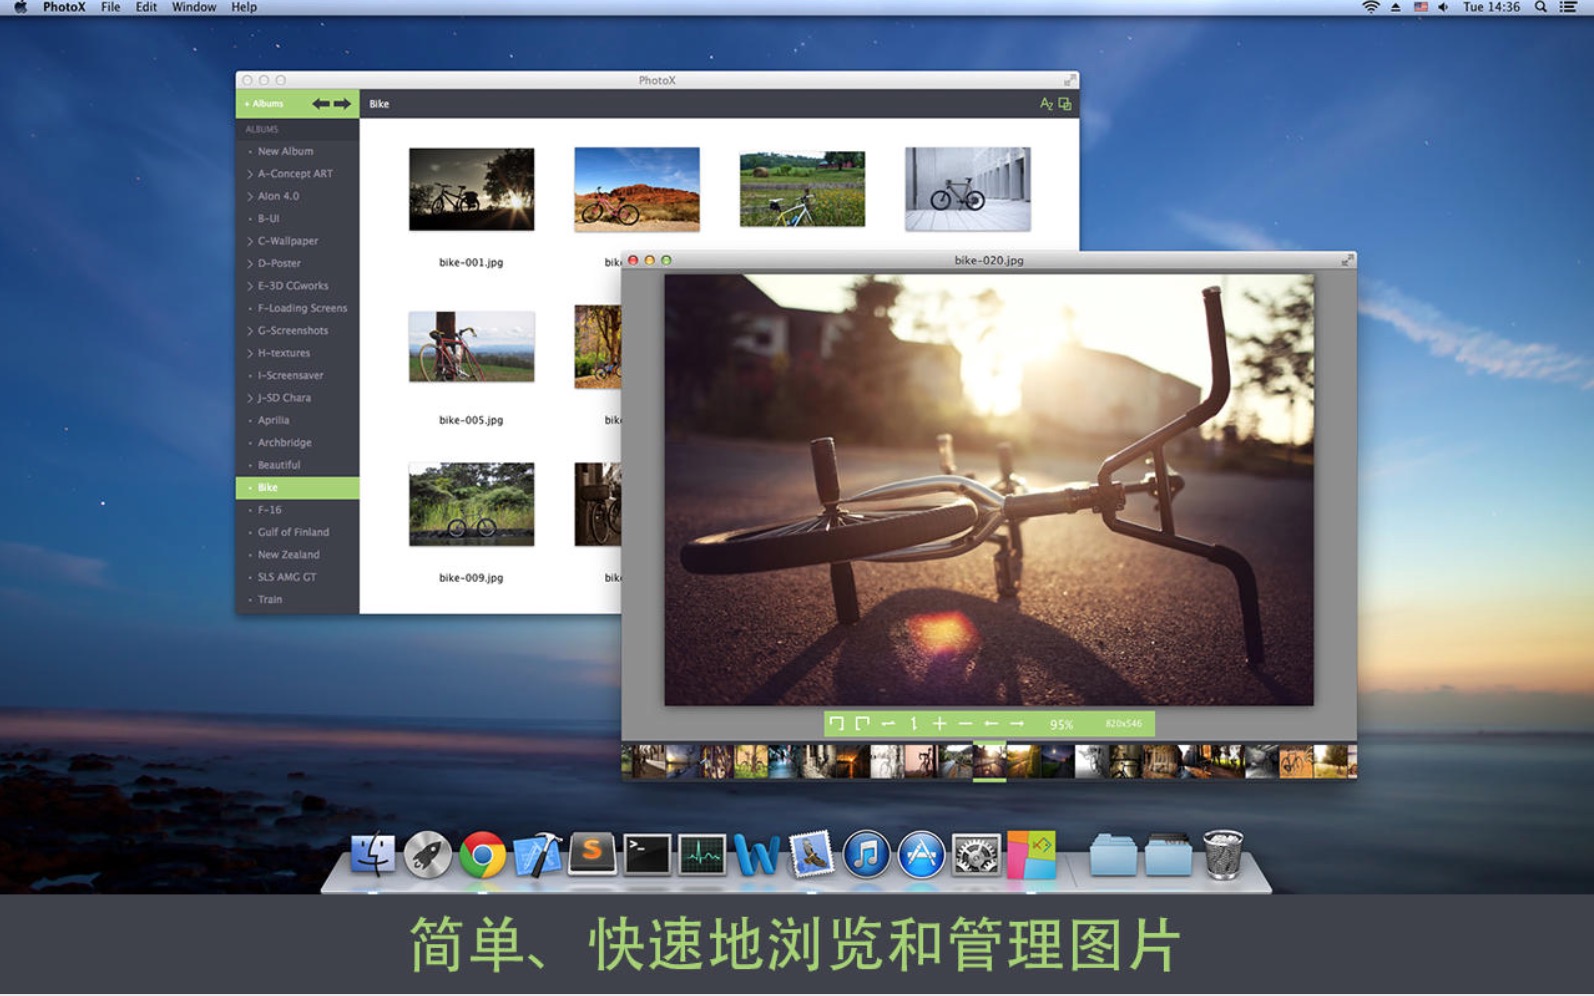 PhotoX File Edit Window Help
Tue 14:36
PhotoX
+ Albums
Bike
ALBUMS
New Album
A-Concept ART
AIon 4.0
B-UI
C-Wallpaper
D-Poster
E-3D CGworks
F-Loading Screens
G-Screenshots
H-textures
I-Screensaver
J-SD Chara
Aprilia
Archbridge
Beautiful
Bike
F-16
Gulf of Finland
New Zealand
SLS AMG GT
Train
bike-001.jpg
bike-005.jpg
bike-009.jpg
bike-020.jpg
95% 820x546
简单、快速地浏览和管理图片